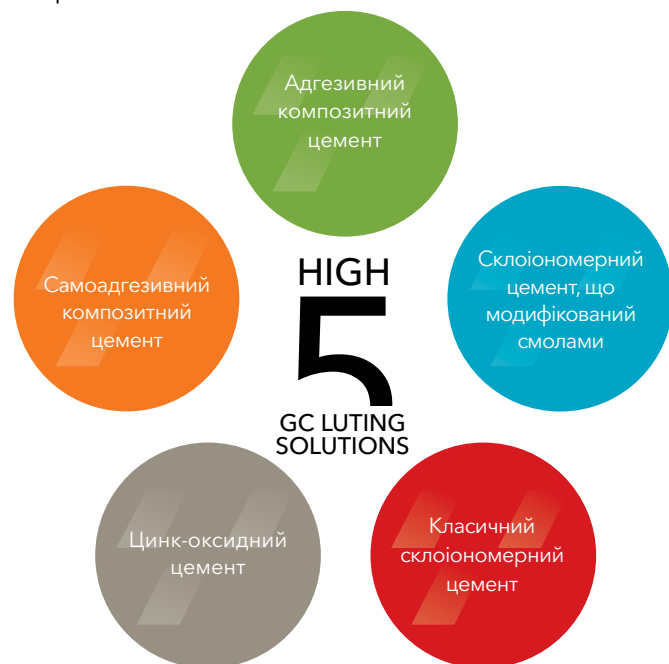 Адгезивний
композитний
цемент
Самоадгезивний
композитний
цемент
HIGH
5
GC LUTING
SOLUTIONS
Склоіономерний
цемент, що
модифікований
смолами
Цинк-оксидний
цемент
Класичний
склоіономерний
цемент